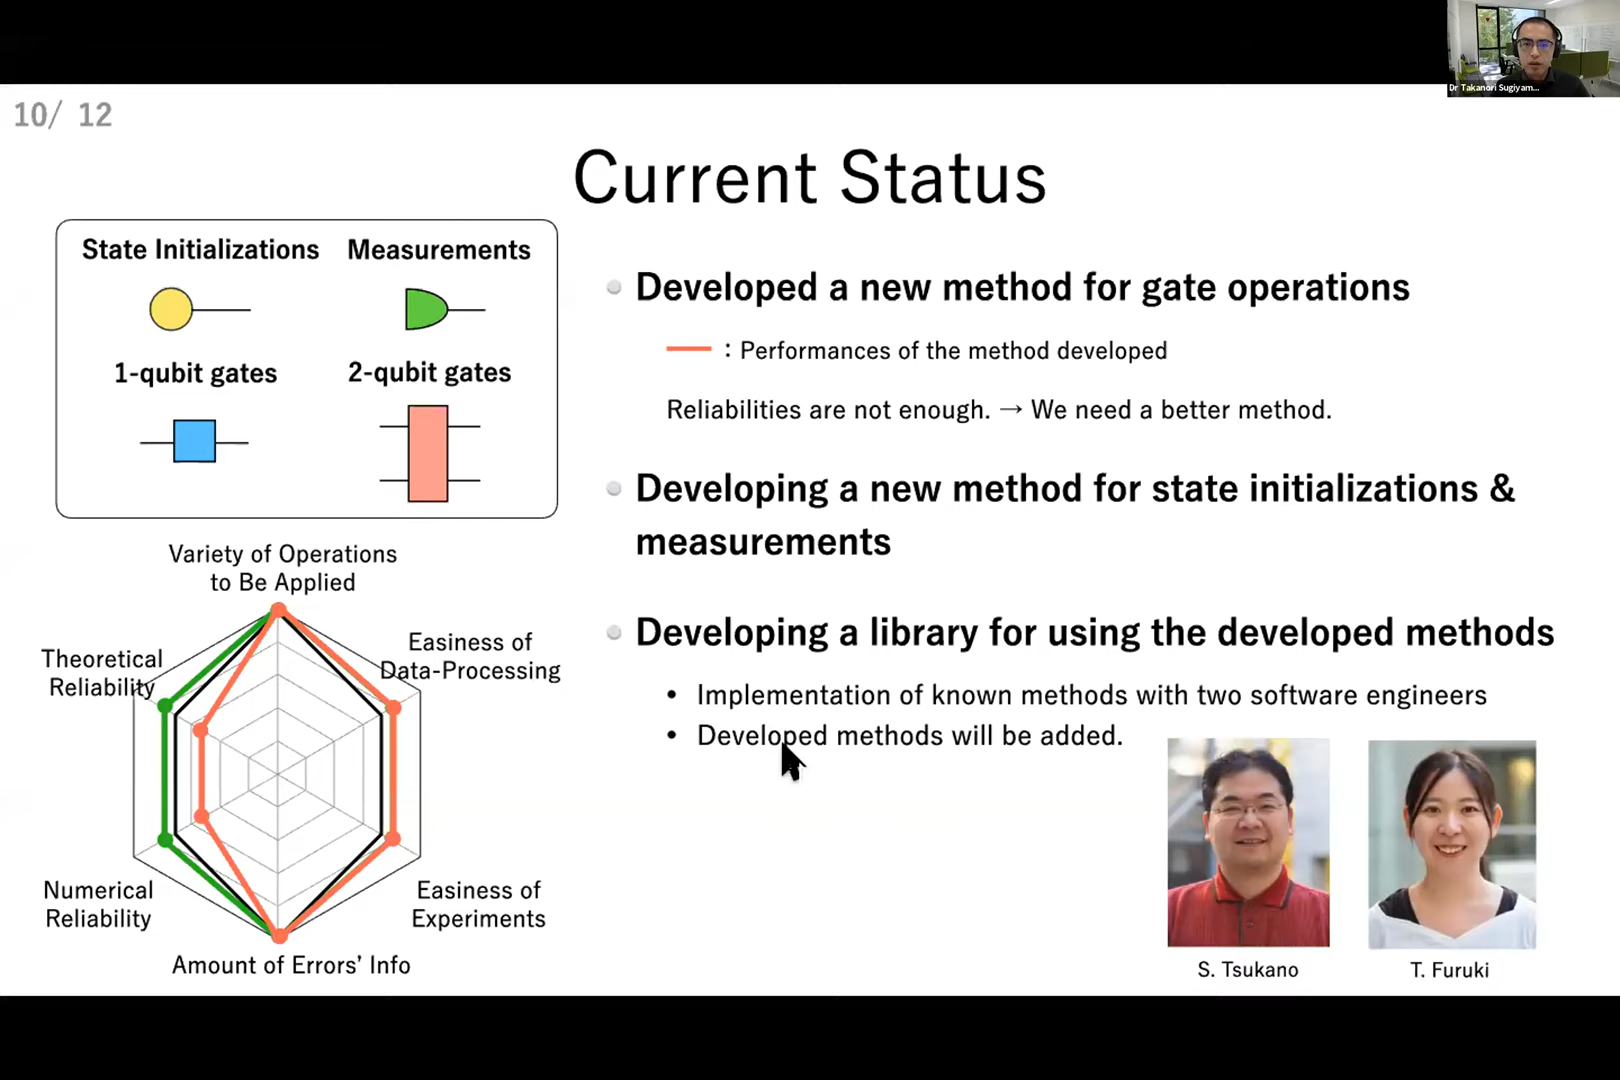 Dr Takanori Sugiyam...
10/ 12
Current Status
State Initializations
Measurements
1-qubit gates
2-qubit gates
Variety of Operations
to Be Applied
Theoretical
Reliability
Easiness of
Data-Processing
Numerical
Reliability
Easiness of
Experiments
Amount of Errors' Info
Developed a new method for gate operations
: Performances of the method developed
Reliabilities are not enough. → We need a better method.
Developing a new method for state initializations &
measurements
Developing a library for using the developed methods
• Implementation of known methods with two software engineers
• Developed methods will be added.
S. Tsukano
T. Furuki